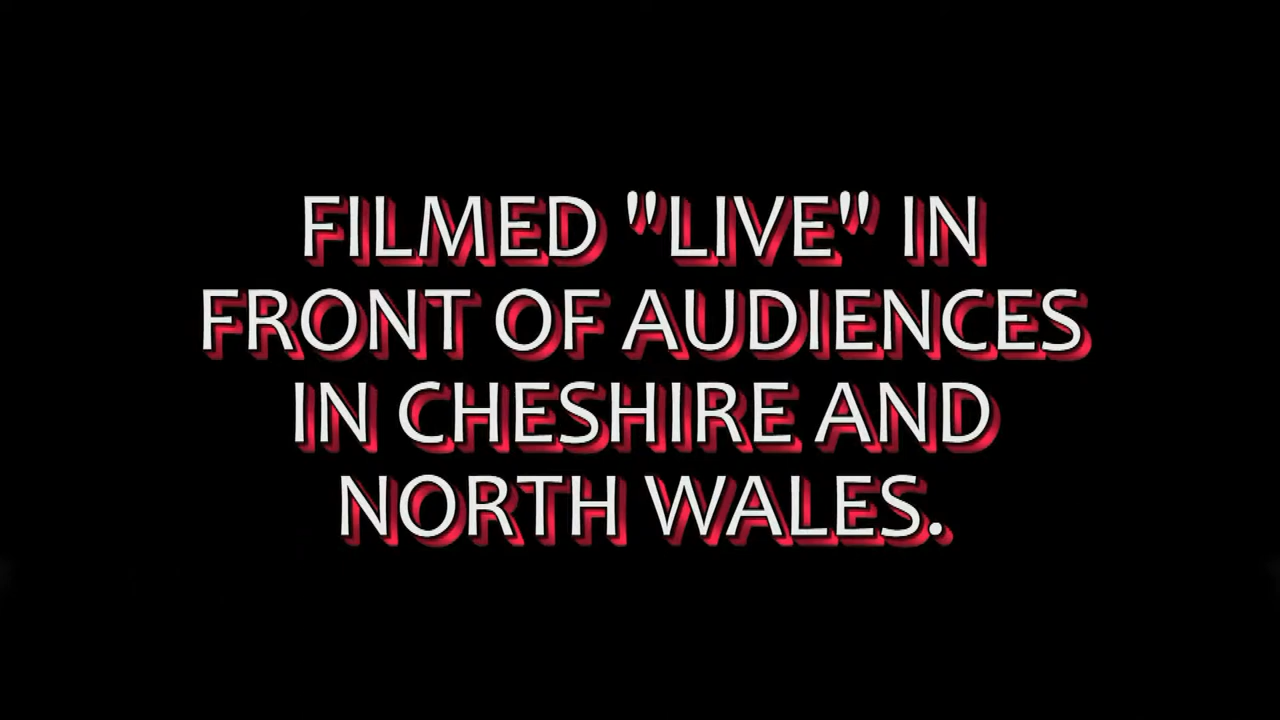 FILMED "LIVE" IN
FRONT OF AUDIENCES
IN CHESHIRE AND
NORTH WALES.